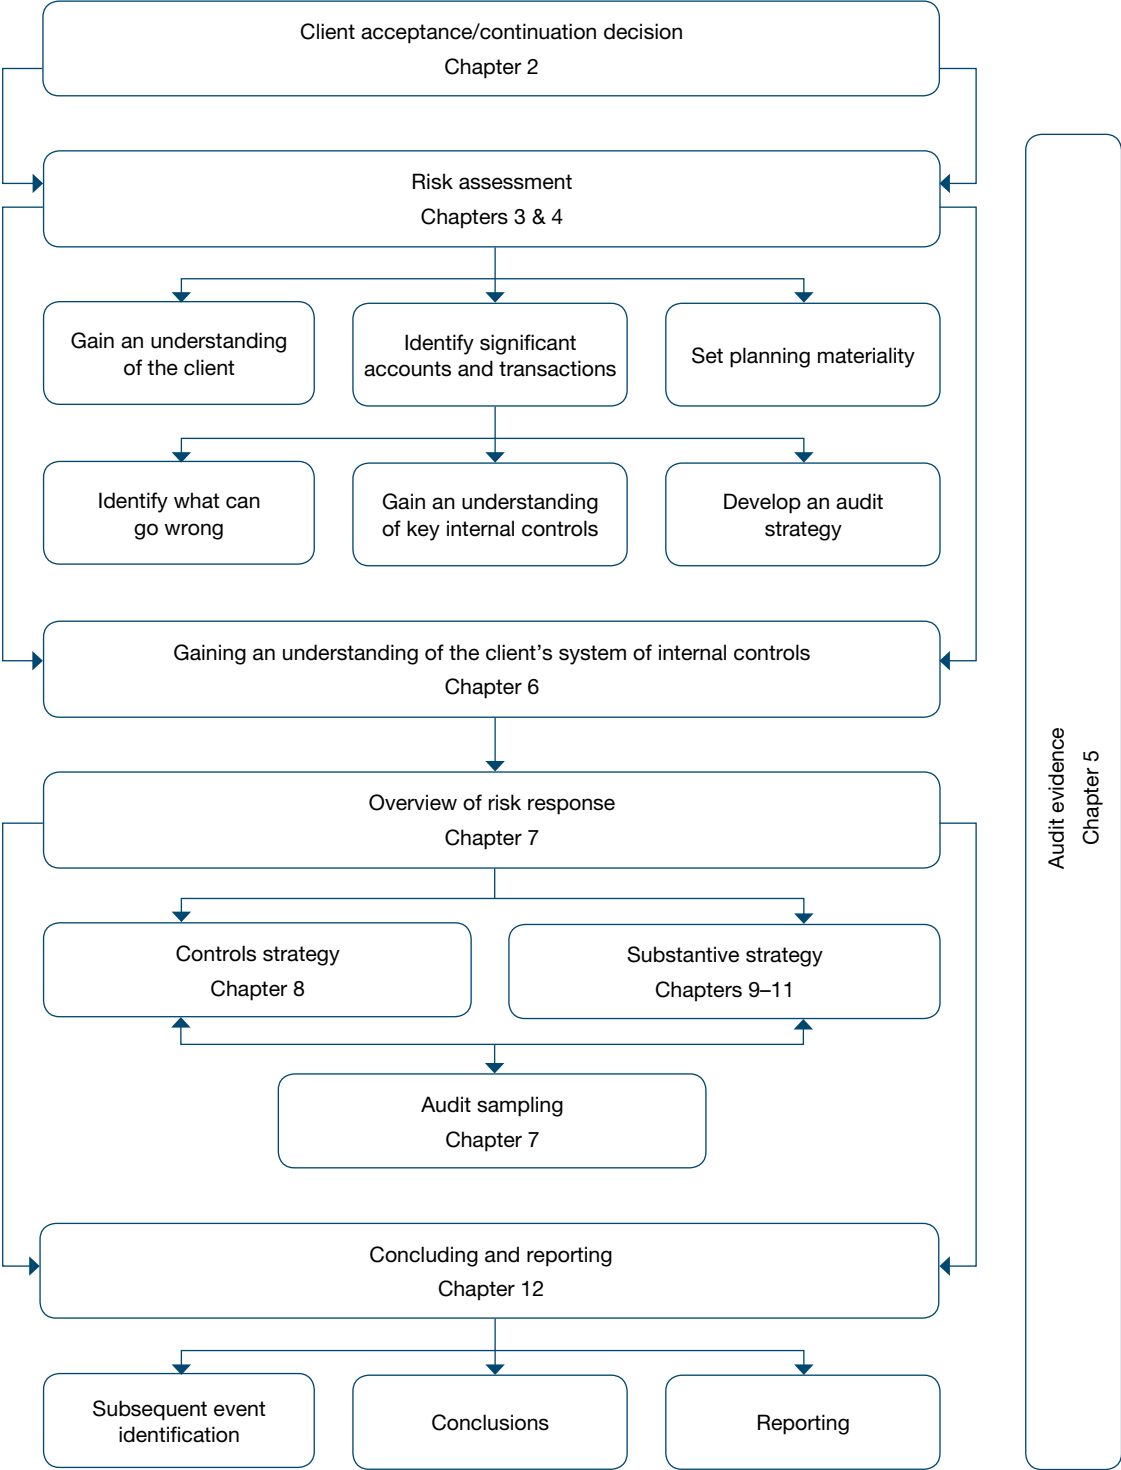 Client acceptance/continuation decision
Chapter 2
Risk assessment
Chapters 3 & 4
Gain an understanding
of the client
Identify significant
accounts and transactions
Set planning materiality
Identify what can
go wrong
Gain an understanding
of key internal controls
Develop an audit
strategy
Gaining an understanding of the client’s system of internal controls
Chapter 6
Overview of risk response
Chapter 7
Controls strategy
Chapter 8
Substantive strategy
Chapters 9–11
Audit sampling
Chapter 7
Concluding and reporting
Chapter 12
Subsequent event
identification
Conclusions
Reporting
Audit evidence
Chapter 5